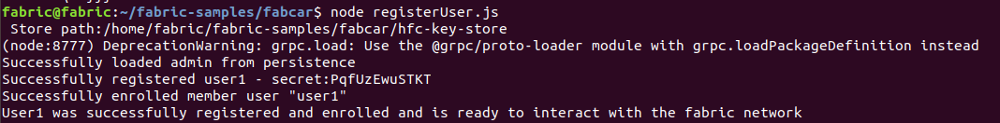 fabric@fabric:~/fabric-samples/fabcar$ node registerUser.js
Store path:/home/fabric/fabric-samples/fabcar/hfc-key-store
(node:8777) DeprecationWarning: grpc.load: Use the @grpc/proto-loader module with grpc.loadPackageDefinition instead
Successfully loaded admin from persistence
Successfully registered user1 - secret:PqfUzEwuSTKT
Successfully enrolled member user "user1"
User1 was successfully registered and enrolled and is ready to interact with the fabric network